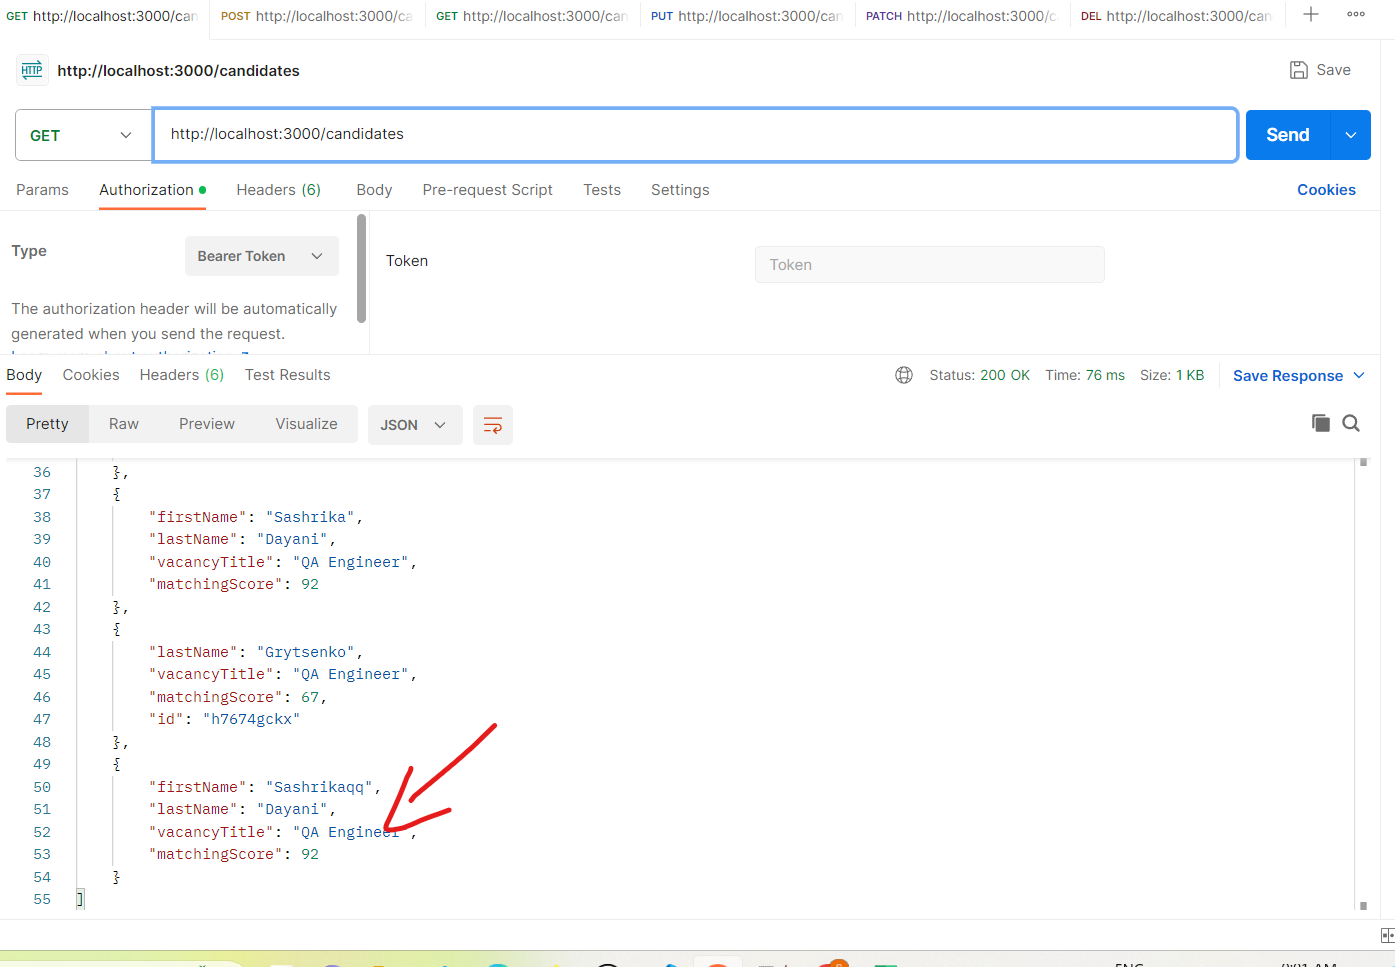 GET http://localhost:3000/can
POST http://localhost:3000/ca
GET http://localhost:3000/can
PUT http://localhost:3000/can
PATCH http://localhost:3000/c
DEL http://localhost:3000/can
HTTP http://localhost:3000/candidates
Save
GET http://localhost:3000/candidates Send
Params Authorization Headers (6) Body Pre-request Script Tests Settings Cookies
Type Bearer Token
Token Token
The authorization header will be automatically
generated when you send the request.
Body Cookies Headers (6) Test Results Status: 200 OK Time: 76 ms Size: 1 KB Save Response
Pretty Raw Preview Visualize JSON
36 },
37 {
38 "firstName": "Sashrika",
39 "lastName": "Dayani",
40 "vacancyTitle": "QA Engineer",
41 "matchingScore": 92
42 },
43 {
44 "lastName": "Grytsenko",
45 "vacancyTitle": "QA Engineer",
46 "matchingScore": 67,
47 "id": "h7674gckx"
48 },
49 {
50 "firstName": "Sashrikaqq",
51 "lastName": "Dayani",
52 "vacancyTitle": "QA Engineer",
53 "matchingScore": 92
54 }
55 ]
ENG